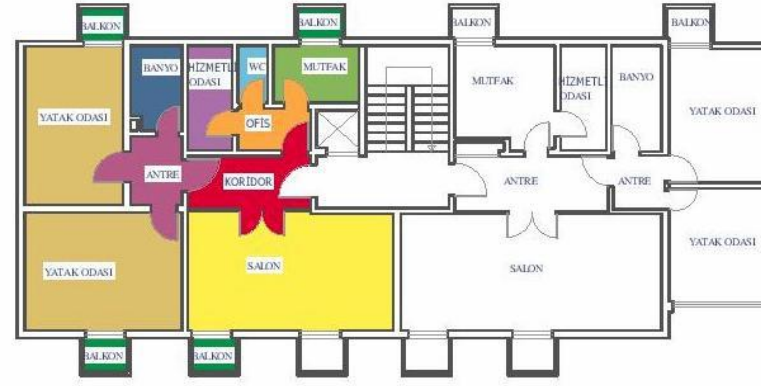 BALKON
BALKON
BALKON
BALKON
BANYO
HİZMETLİ
ODASI
WC
MUTFAK
MUTFAK
HİZMETLİ
ODASI
BANYO
YATAK ODASI
YATAK ODASI
OFİS
ANTRE
KORİDOR
ANTRE
ANTRE
YATAK ODASI
SALON
SALON
YATAK ODASI
BALKON
BALKON